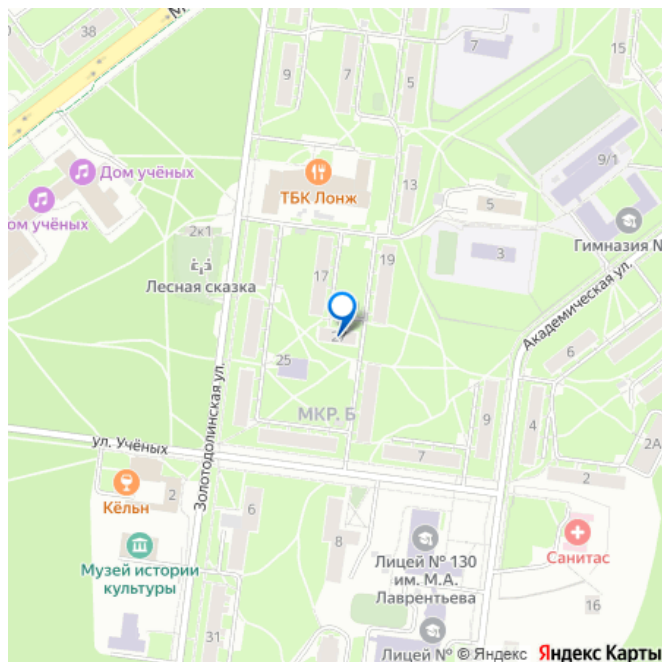 38
М
7
15
9
7
5
9/1
Дом учёных
ТБК Лонж
13
ом учёных
5
Гимназия №
2к1
17
19
3
Лесная сказка
Академическая ул.
2
25
6
МКР. Б
Золотодолинская ул.
9
4
ул. Учёных
7
2А
2
2
Кёльн
6
8
Лицей № 130
им. М.А.
Лаврентьева
Санитас
Музей истории
культуры
16
31
Лицей №
© Яндекс Яндекс Карты